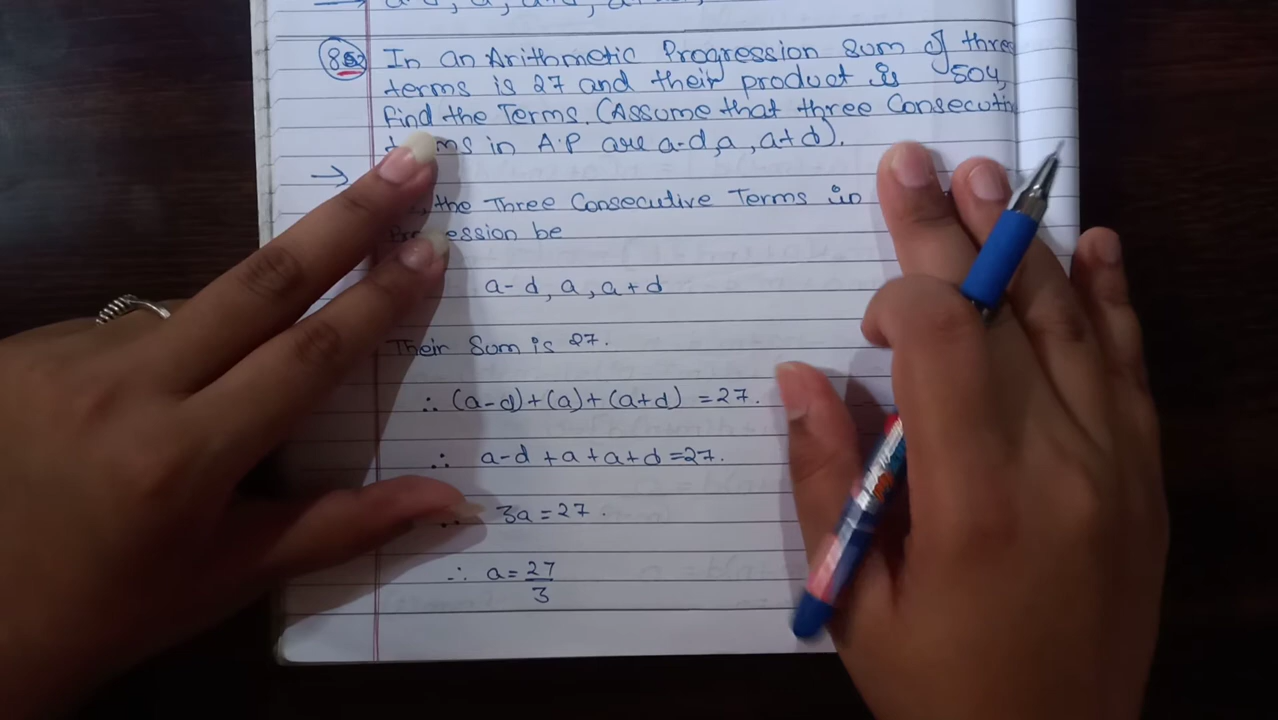 In an Arithmetic Progression sum of three
terms is 27 and their product is 504,
find the Terms. (Assume that three Consecuti
ms in A.P are a-d, a, a+d).
→
the Three Consecutive Terms in
ession be
a-d, a, a+d
Their Sum is 27.
∴ (a-d)+(a)+(a+d) =27.
∴ a-d +a+a+d=27.
3a=27.
∴ a=27/3